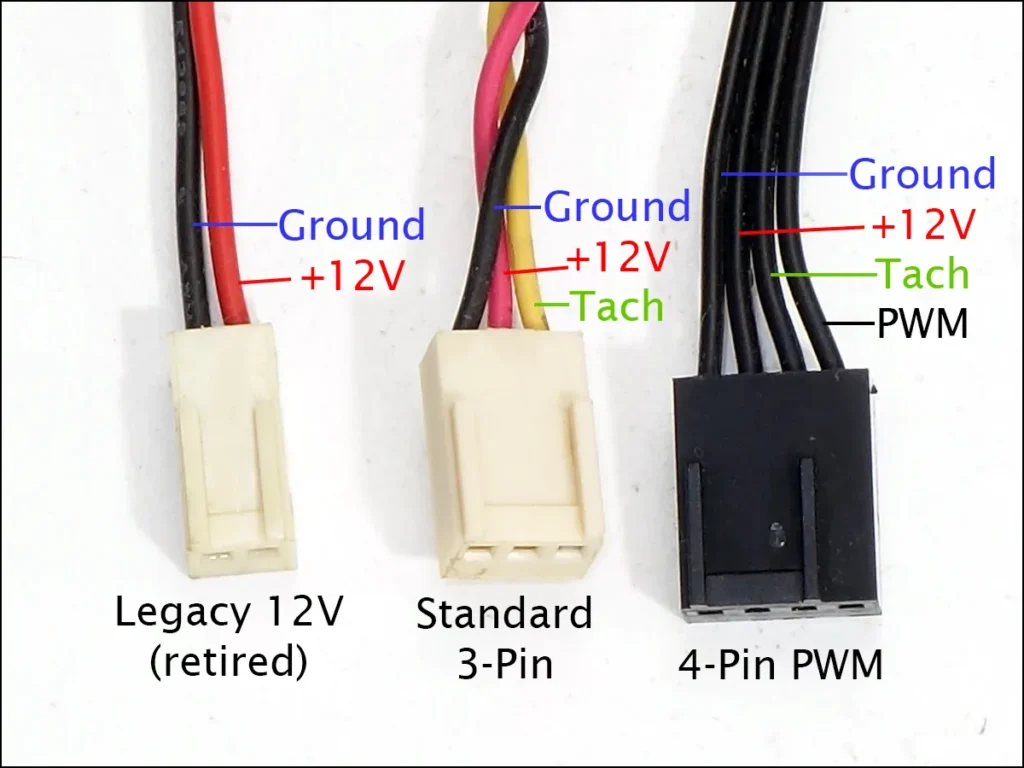 Ground
+12V
Ground
+12V
Tach
Ground
+12V
Tach
PWM
Legacy 12V
(retired)
Standard
3-Pin
4-Pin PWM